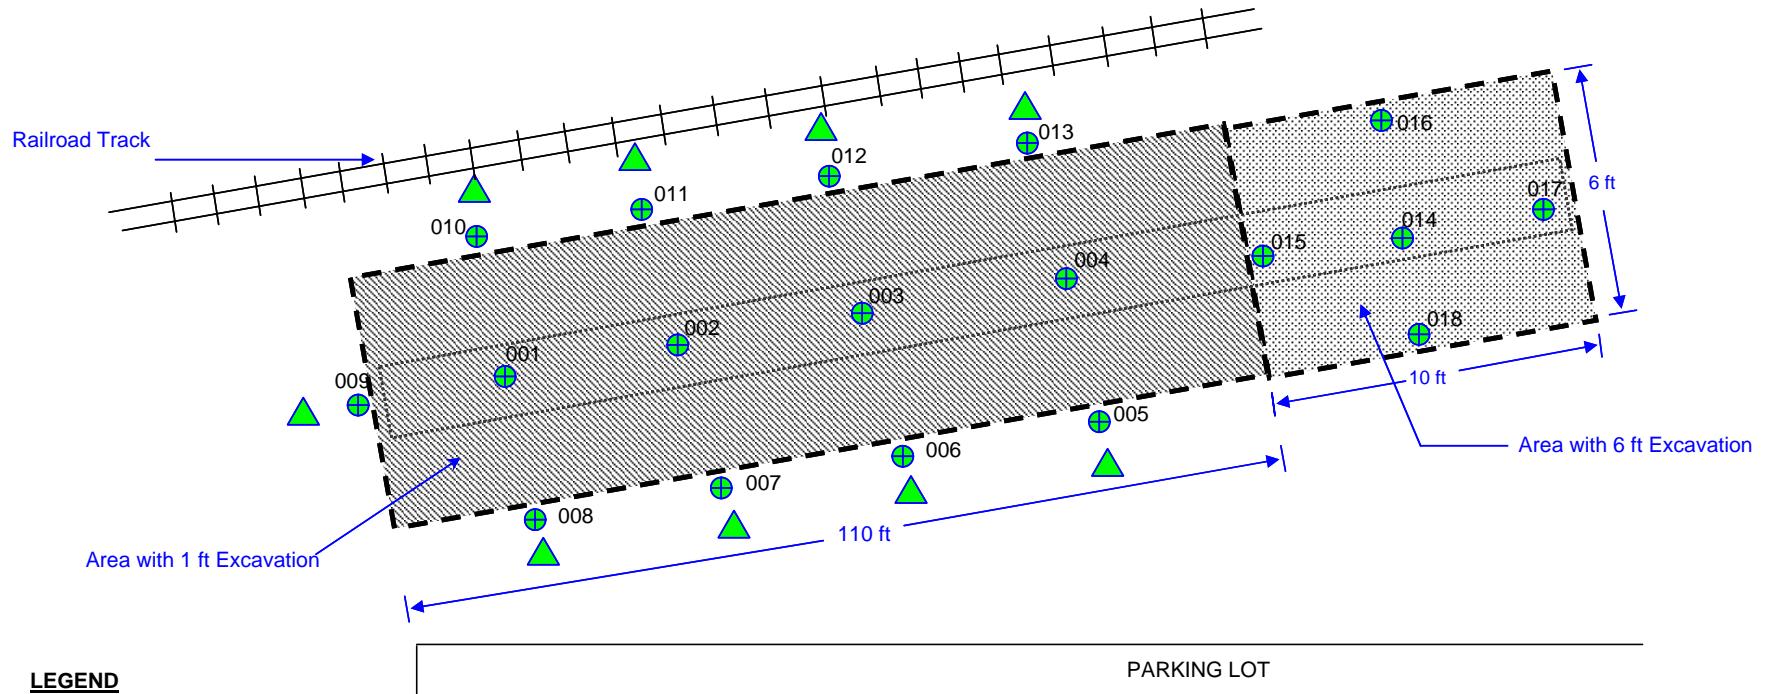 Railroad Track
013
016
012
6 ft
011
017
010
014
015
004
003
018
002
001
10 ft
009
005
Area with 6 ft Excavation
006
007
008
110 ft
Area with 1 ft Excavation
PARKING LOT
LEGEND